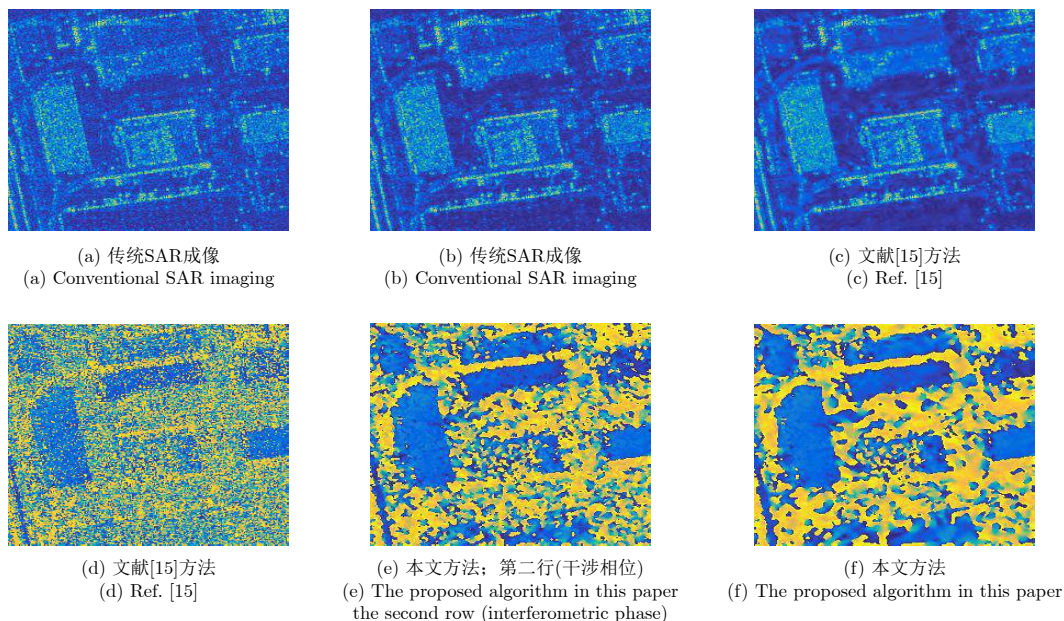 (a) 传统SAR成像
(a) Conventional SAR imaging
(b) 传统SAR成像
(b) Conventional SAR imaging
(c) 文献[15]方法
(c) Ref. [15]
(d) 文献[15]方法
(d) Ref. [15]
(e) 本文方法；第二行(干涉相位)
(e) The proposed algorithm in this paper
the second row (interferometric phase)
(f) 本文方法
(f) The proposed algorithm in this paper